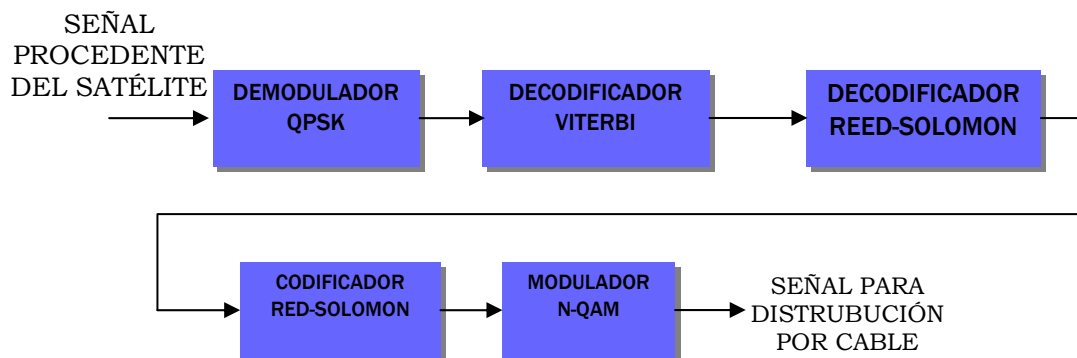 SEÑAL
PROCEDENTE
DEL SATÉLITE
DEMODULADOR
QPSK
DECODIFICADOR
VITERBI
DECODIFICADOR
REED-SOLOMON
CODIFICADOR
RED-SOLOMON
MODULADOR
N-QAM
SEÑAL PARA
DISTRUBUCIÓN
POR CABLE